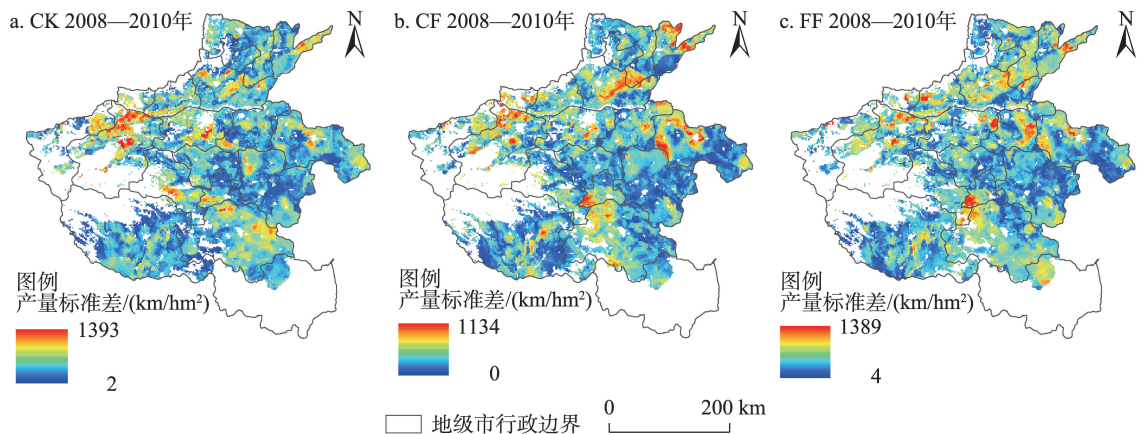 a. CK 2008—2010年
N
b. CF 2008—2010年
N
c. FF 2008—2010年
N
图例
产量标准差/(km/hm²)
1393
2
图例
产量标准差/(km/hm²)
1134
0
图例
产量标准差/(km/hm²)
1389
4
地级市行政边界
0 200 km